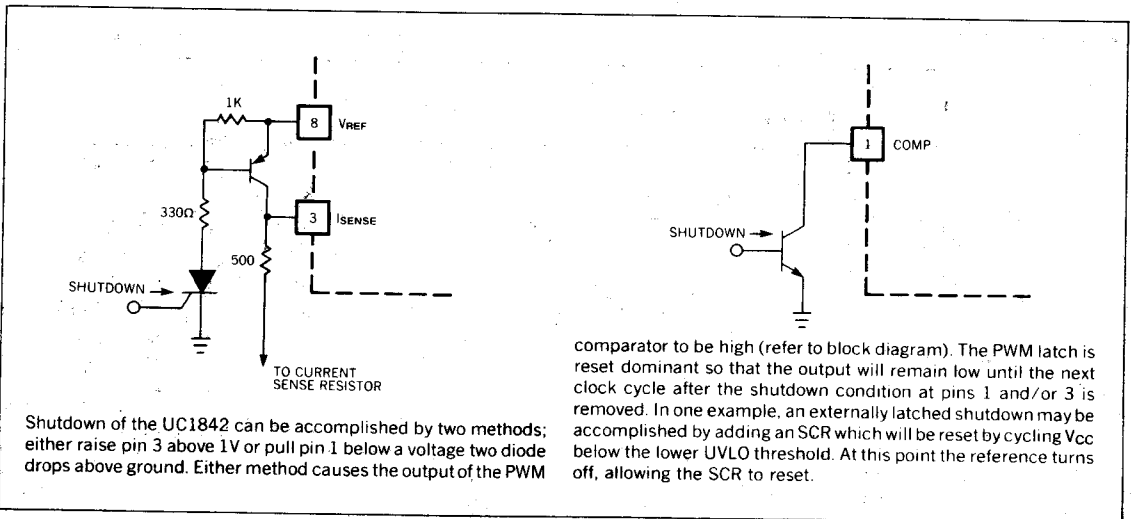 1K
8 VREF
330Ω
3 ISENSE
500
SHUTDOWN
TO CURRENT
SENSE RESISTOR
Shutdown of the UC1842 can be accomplished by two methods;
either raise pin 3 above 1V or pull pin 1 below a voltage two diode
drops above ground. Either method causes the output of the PWM
1 COMP
SHUTDOWN
comparator to be high (refer to block diagram). The PWM latch is
reset dominant so that the output will remain low until the next
clock cycle after the shutdown condition at pins 1 and/or 3 is
removed. In one example, an externally latched shutdown may be
accomplished by adding an SCR which will be reset by cycling Vcc
below the lower UVLO threshold. At this point the reference turns
off, allowing the SCR to reset.